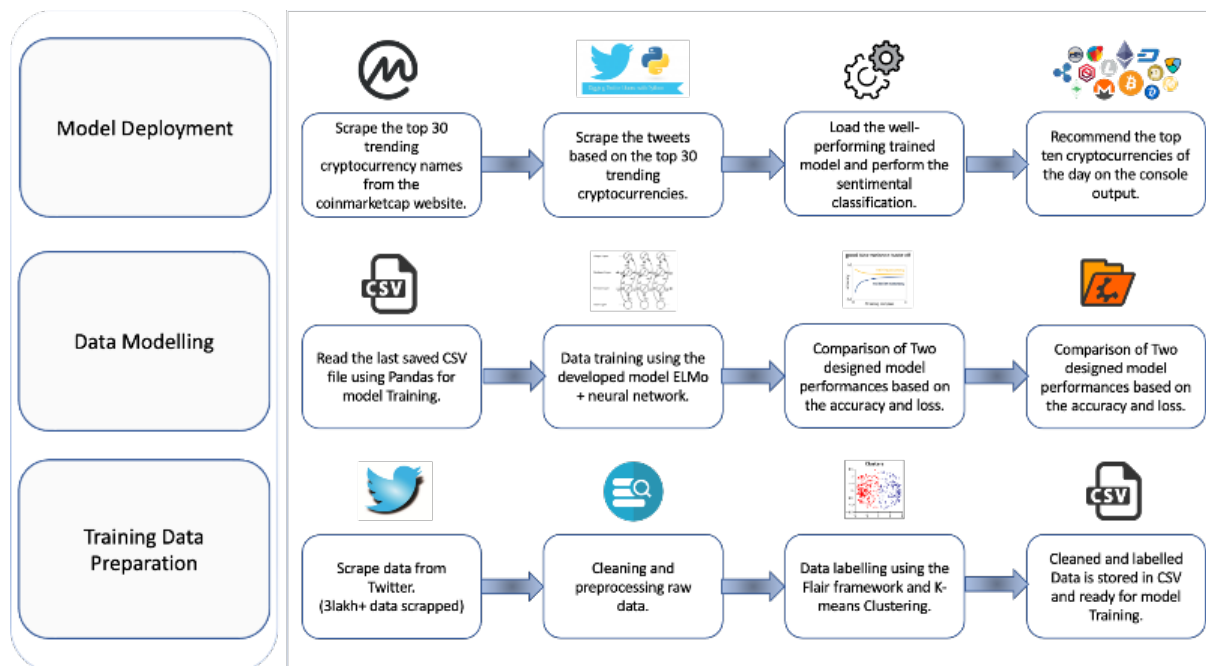 Model Deployment
Scrape the top 30
trending
cryptocurrency names
from the
coinmarketcap website.
Scrape the tweets
based on the top 30
trending
cryptocurrencies.
Load the well-
performing trained
model and perform the
sentimental
classification.
Recommend the top
ten cryptocurrencies of
the day on the console
output.
Data Modelling
CSV
Read the last saved CSV
file using Pandas for
model Training.
Data training using the
developed model ELMo
+ neural network.
Comparison of Two
designed model
performances based on
the accuracy and loss.
Comparison of Two
designed model
performances based on
the accuracy and loss.
Training Data
Preparation
Scrape data from
Twitter.
(3lakh+ data scrapped)
Cleaning and
preprocessing raw
data.
Data labelling using the
Flair framework and K-
means Clustering.
CSV
Cleaned and labelled
Data is stored in CSV
and ready for model
Training.